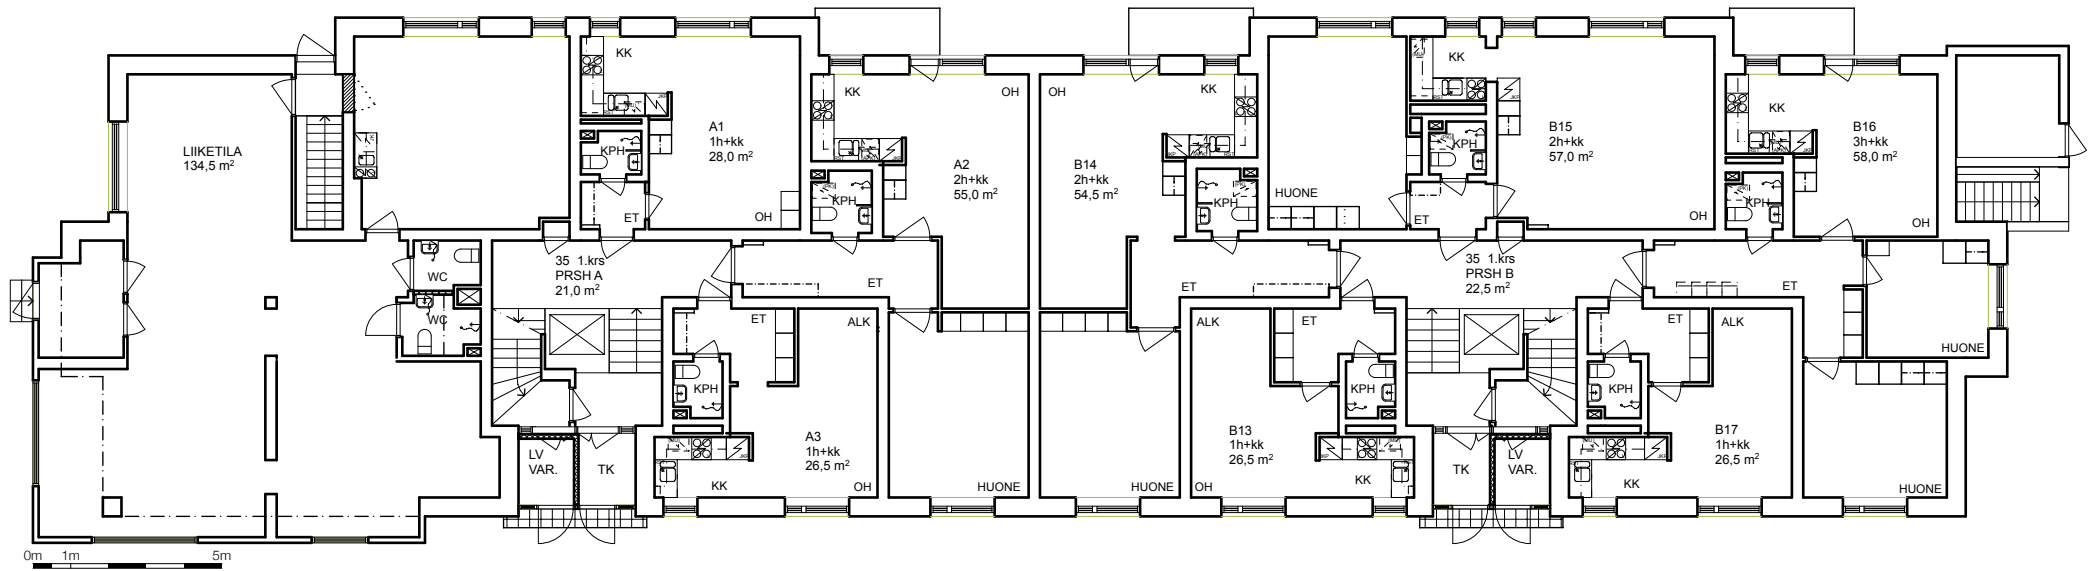 LIIKETILA
134,5 m²
KK
A1
1h+kk
28,0 m²
KPH
ET
OH
KK
OH
A2
2h+kk
55,0 m²
KPH
ET
HUONE
OH
KK
B14
2h+kk
54,5 m²
KPH
ET
HUONE
HUONE
KK
B15
2h+kk
57,0 m²
KPH
ET
OH
KK
B16
3h+kk
58,0 m²
KPH
OH
ET
HUONE
HUONE
WC
WC
35 1.krs
PRSH A
21,0 m²
35 1.krs
PRSH B
22,5 m²
ET
ALK
KPH
A3
1h+kk
26,5 m²
KK
OH
LV
VAR.
TK
ALK
ET
KPH
B13
1h+kk
26,5 m²
OH
KK
TK
LV
VAR.
ET
ALK
KPH
B17
1h+kk
26,5 m²
KK
0m 1m 5m